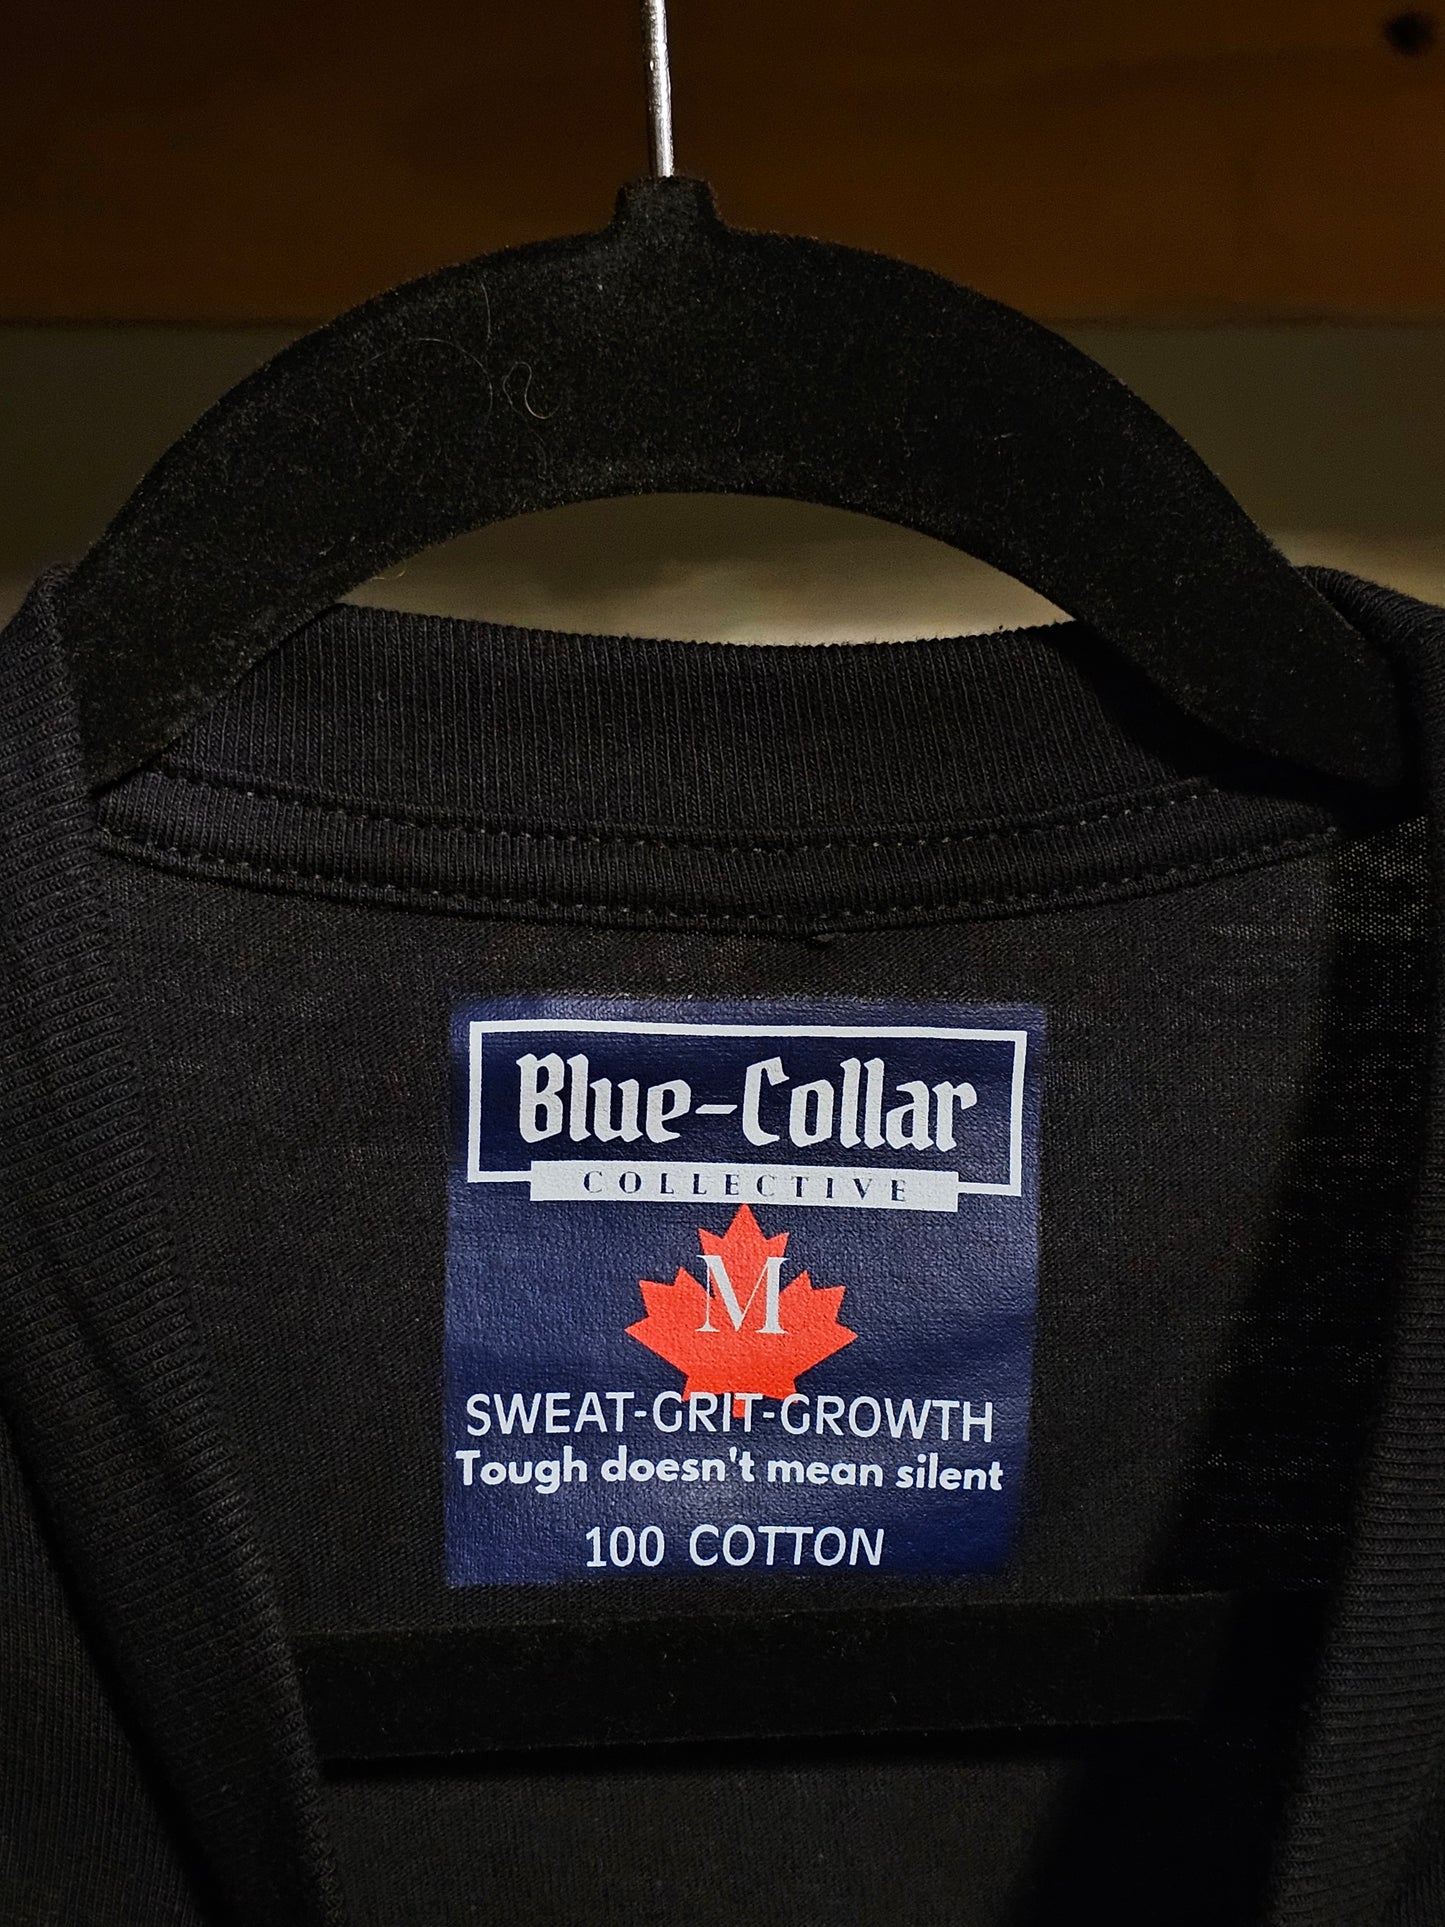 Blue-Collar
COLLECTIVE
M
SWEAT-GRIT-GROWTH
Tough doesn't mean silent
100 COTTON